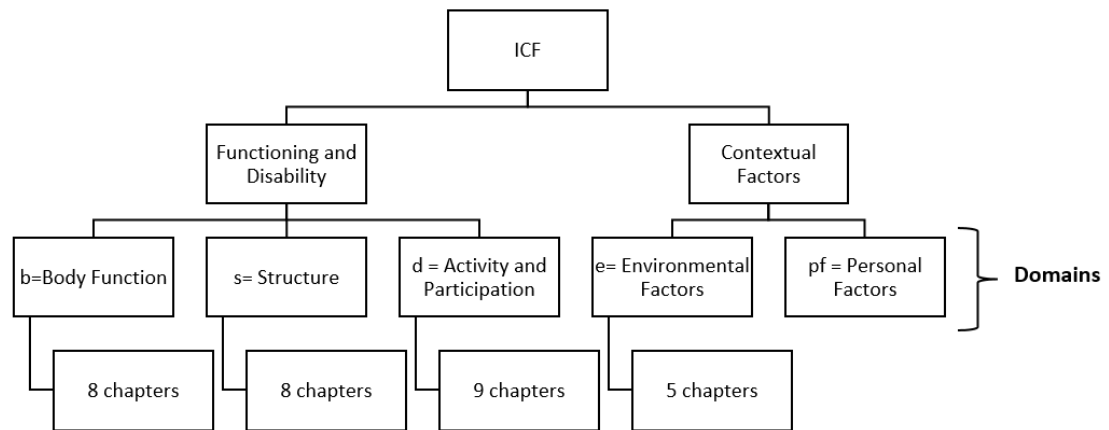 ICF
Functioning and
Disability
Contextual
Factors
b=Body Function
s= Structure
d = Activity and
Participation
e= Environmental
Factors
pf = Personal
Factors
Domains
8 chapters
8 chapters
9 chapters
5 chapters